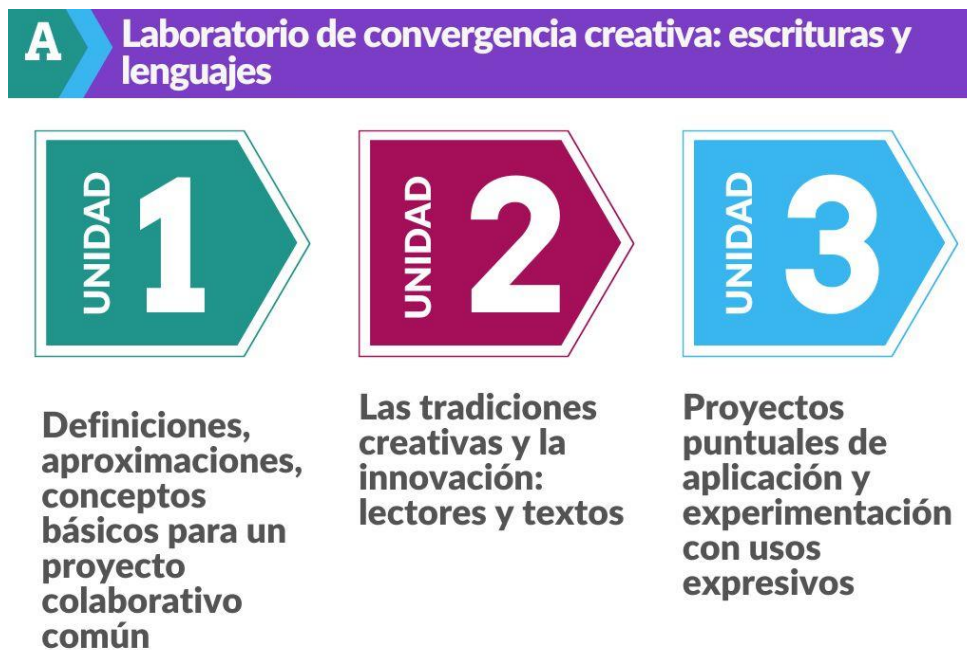 A
Laboratorio de convergencia creativa: escrituras y
lenguajes
UNIDAD 1
Definiciones,
aproximaciones,
conceptos
básicos para un
proyecto
colaborativo
común
UNIDAD 2
Las tradiciones
creativas y la
innovación:
lectores y textos
UNIDAD 3
Proyectos
puntuales de
aplicación y
experimentación
con usos
expresivos